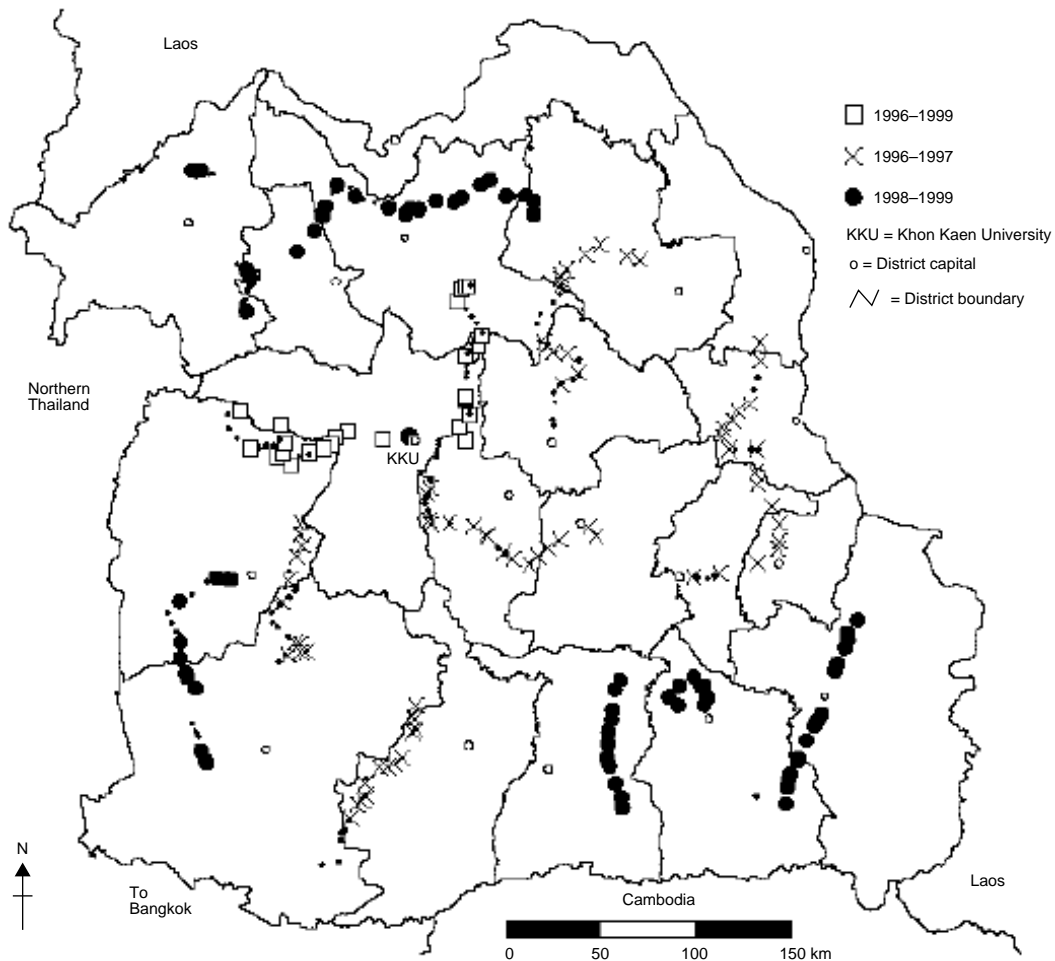 Laos
1996–1999
1996–1997
1998–1999
KKU = Khon Kaen University
o = District capital
= District boundary
Northern
Thailand
KKU
N
To
Bangkok
Cambodia
Laos
0 50 100 150 km